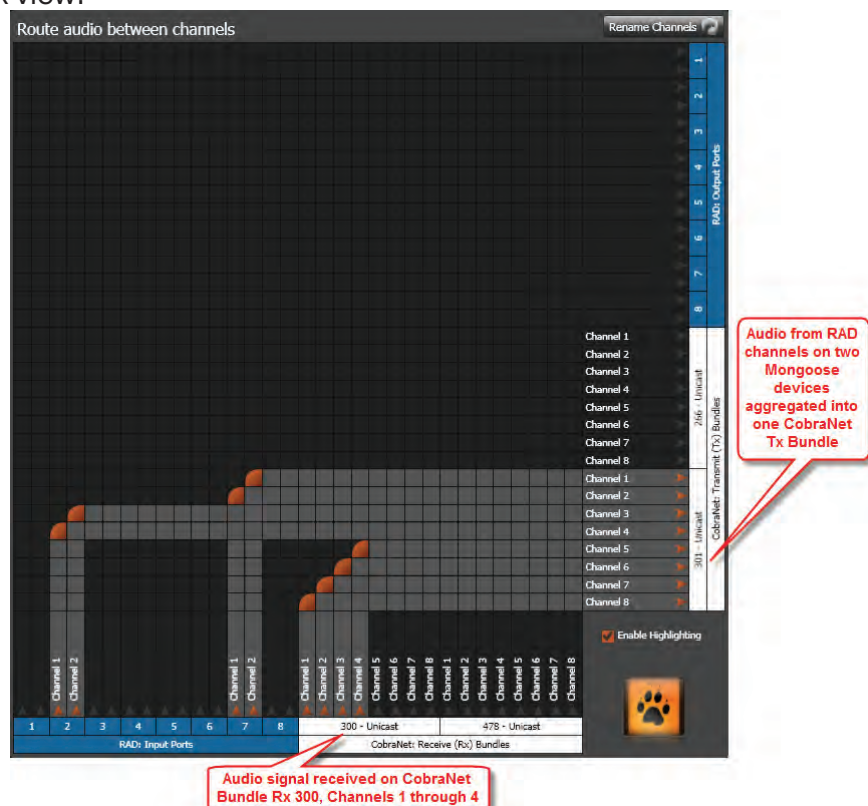 k view:
Route audio between channels
Rename Channels
1
2
3
4
5
6
7
8
RAD: Output Ports
Channel 1
Channel 2
Channel 3
Channel 4
Channel 5
Channel 6
Channel 7
Channel 8
266 - Unicast
Channel 1
Channel 2
Channel 3
Channel 4
Channel 5
Channel 6
Channel 7
Channel 8
301 - Unicast
CobraNet: Transmit (Tx) Bundles
Audio from RAD
channels on two
Mongoose
devices
aggregated into
one CobraNet
Tx Bundle
Enable Highlighting
Channel 1
Channel 2
Channel 1
Channel 2
Channel 1
Channel 2
Channel 3
Channel 4
Channel 5
Channel 6
Channel 7
Channel 8
Channel 1
Channel 2
Channel 3
Channel 4
Channel 5
Channel 6
Channel 7
Channel 8
1 2 3 4 5 6 7 8 300 - Unicast 478 - Unicast
RAD: Input Ports CobraNet: Receive (Rx) Bundles
Audio signal received on CobraNet
Bundle Rx 300, Channels 1 through 4